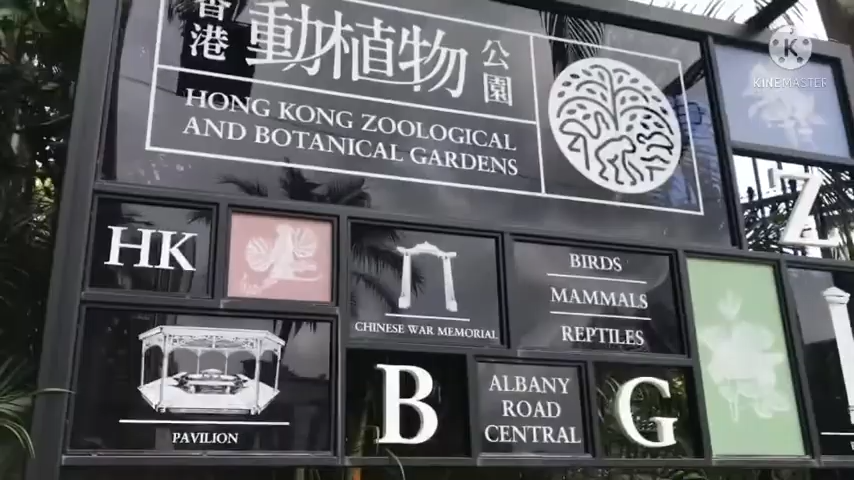 香港
動植物
公園
HONG KONG ZOOLOGICAL
AND BOTANICAL GARDENS
KINEMASTER
HK
CHINESE WAR MEMORIAL
BIRDS
MAMMALS
REPTILES
Z
PAVILION
B
ALBANY
ROAD
CENTRAL
G